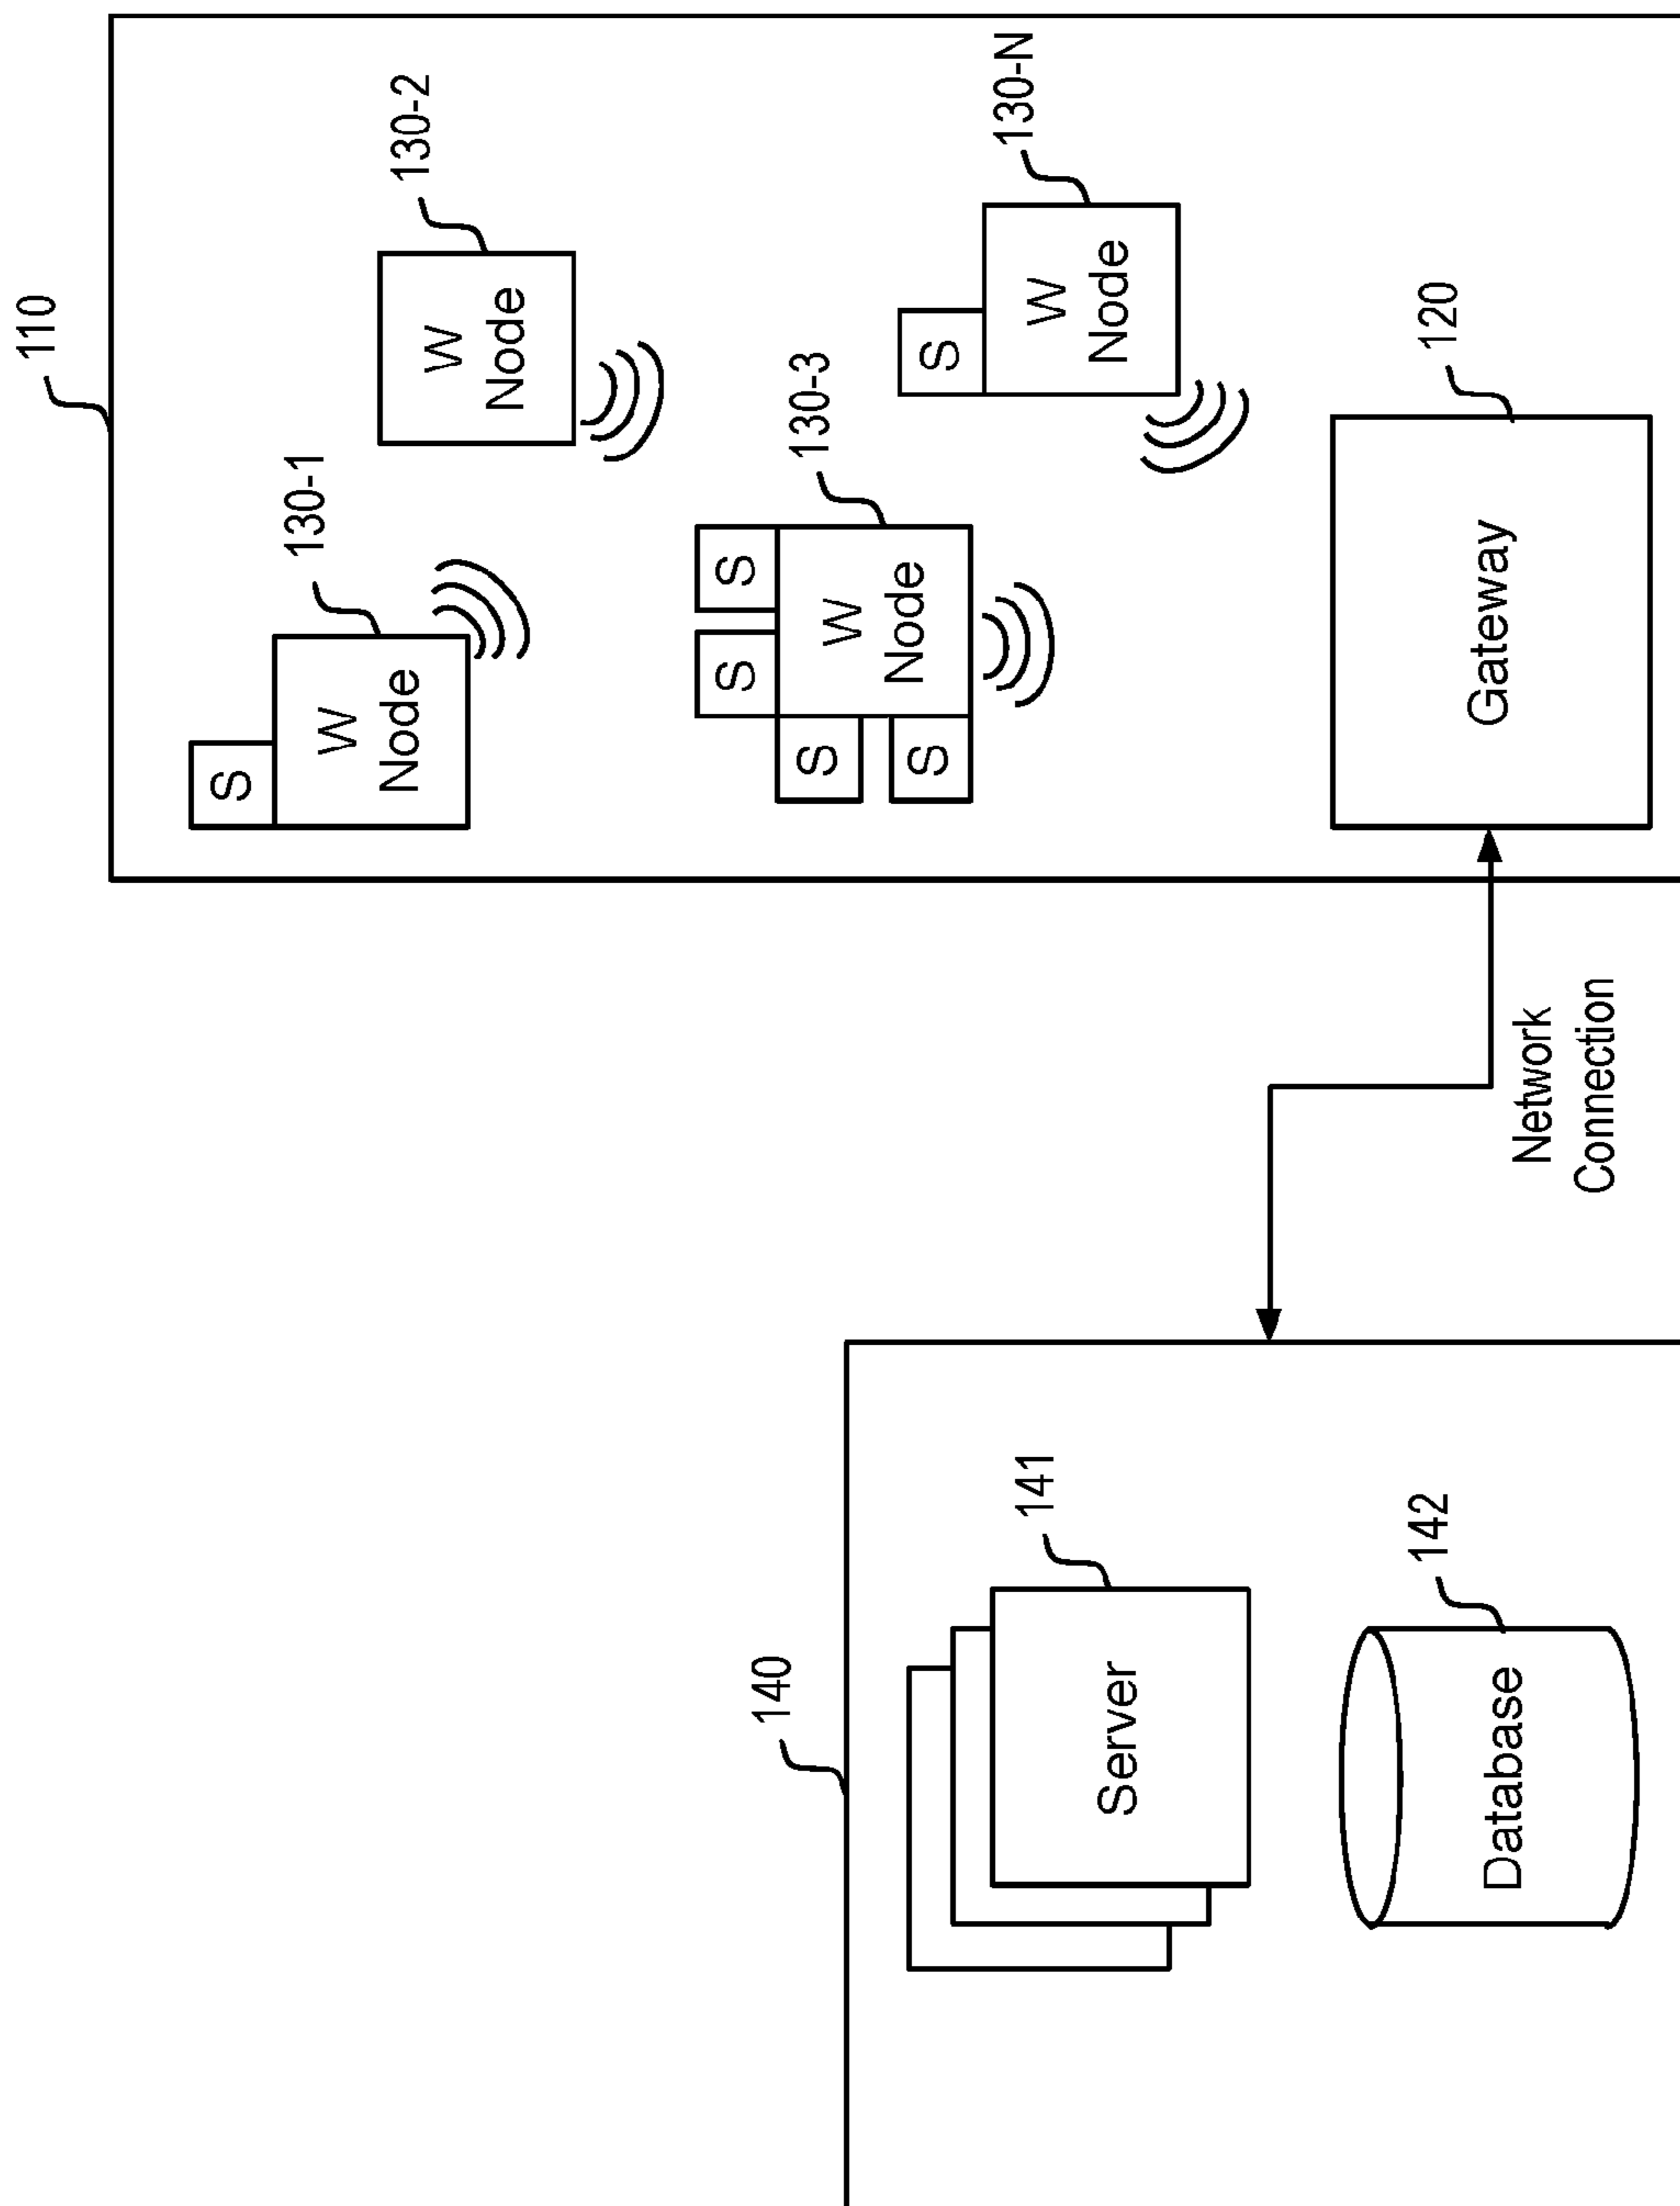 110
S
W
Node
130-1
W
Node
130-2
S
S
S
S
W
Node
130-3
S
W
Node
130-N
Gateway
120
Network
Connection
140
Server
141
Database
142